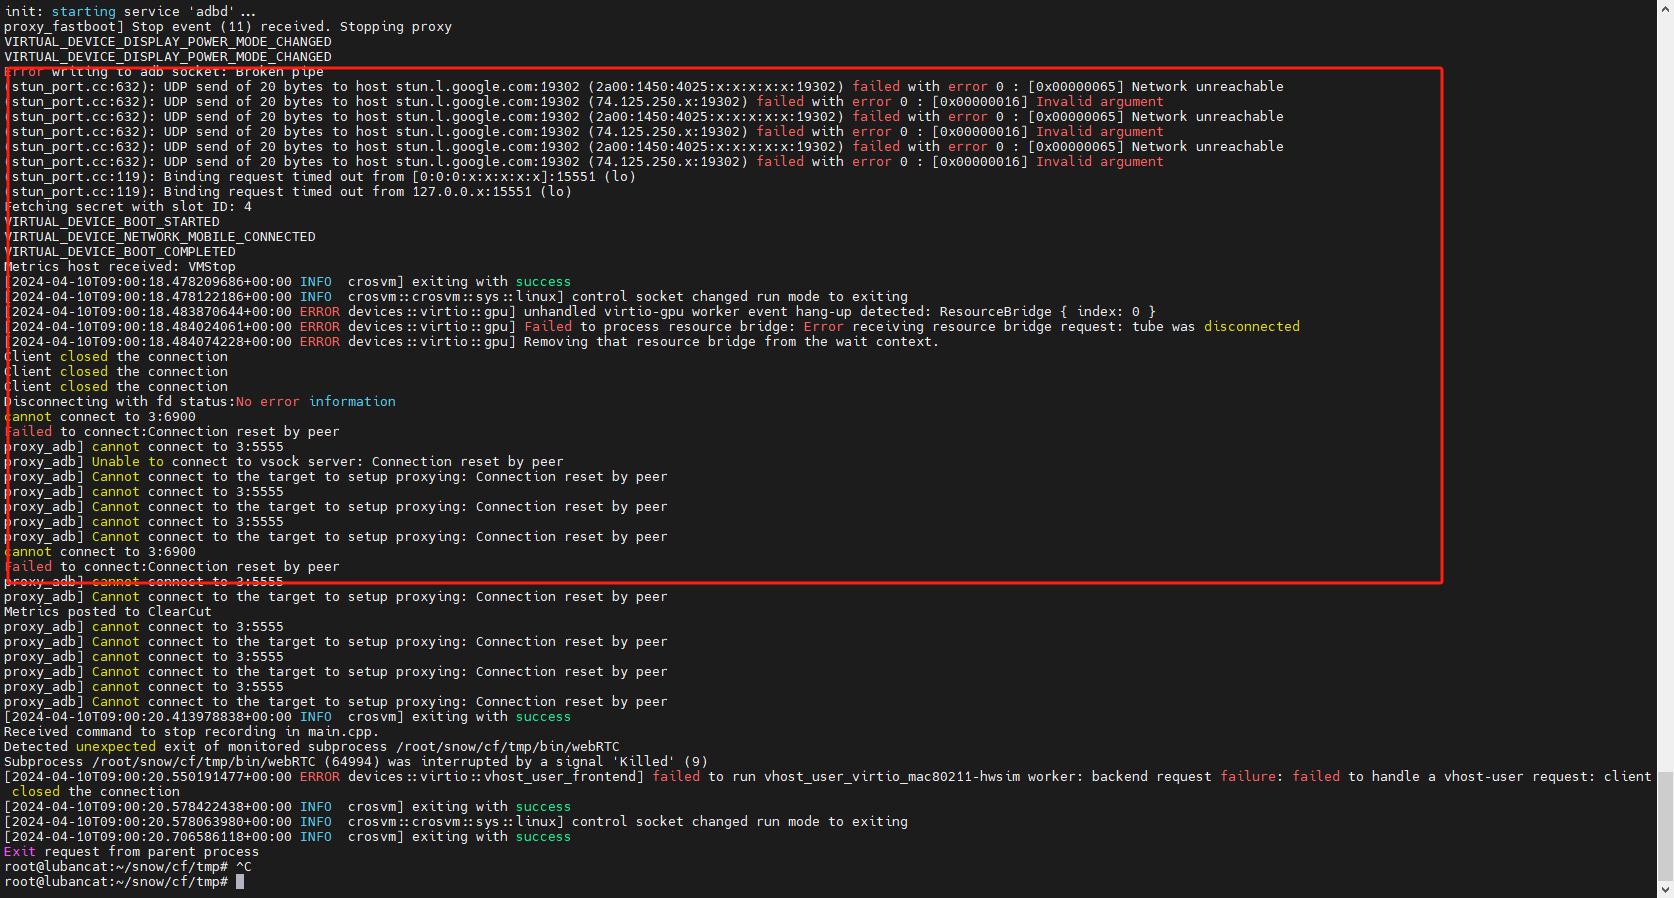 init: starting service 'adbd'...
proxy_fastboot] Stop event (11) received. Stopping proxy
VIRTUAL_DEVICE_DISPLAY_POWER_MODE_CHANGED
VIRTUAL_DEVICE_DISPLAY_POWER_MODE_CHANGED
Error writing to adb socket: Broken pipe
(stun_port.cc:632): UDP send of 20 bytes to host stun.l.google.com:19302 (2a00:1450:4025:x:x:x:x:x:19302) failed with error 0 : [0x00000065] Network unreachable
(stun_port.cc:632): UDP send of 20 bytes to host stun.l.google.com:19302 (74.125.250.x:19302) failed with error 0 : [0x00000016] Invalid argument
(stun_port.cc:632): UDP send of 20 bytes to host stun.l.google.com:19302 (2a00:1450:4025:x:x:x:x:x:19302) failed with error 0 : [0x00000065] Network unreachable
(stun_port.cc:632): UDP send of 20 bytes to host stun.l.google.com:19302 (74.125.250.x:19302) failed with error 0 : [0x00000016] Invalid argument
(stun_port.cc:632): UDP send of 20 bytes to host stun.l.google.com:19302 (2a00:1450:4025:x:x:x:x:x:19302) failed with error 0 : [0x00000065] Network unreachable
(stun_port.cc:632): UDP send of 20 bytes to host stun.l.google.com:19302 (74.125.250.x:19302) failed with error 0 : [0x00000016] Invalid argument
(stun_port.cc:119): Binding request timed out from [0:0:0:x:x:x:x:x]:15551 (lo)
(stun_port.cc:119): Binding request timed out from 127.0.0.x:15551 (lo)
Fetching secret with slot ID: 4
VIRTUAL_DEVICE_BOOT_STARTED
VIRTUAL_DEVICE_NETWORK_MOBILE_CONNECTED
VIRTUAL_DEVICE_BOOT_COMPLETED
Metrics host received: VMStop
[2024-04-10T09:00:18.478209686+00:00 INFO  crosvm] exiting with success
[2024-04-10T09:00:18.478122186+00:00 INFO  crosvm::crosvm::sys::linux] control socket changed run mode to exiting
[2024-04-10T09:00:18.483870644+00:00 ERROR devices::virtio::gpu] unhandled virtio-gpu worker event hang-up detected: ResourceBridge { index: 0 }
[2024-04-10T09:00:18.484024061+00:00 ERROR devices::virtio::gpu] Failed to process resource bridge: Error receiving resource bridge request: tube was disconnected
[2024-04-10T09:00:18.484074228+00:00 ERROR devices::virtio::gpu] Removing that resource bridge from the wait context.
Client closed the connection
Client closed the connection
Client closed the connection
Disconnecting with fd status:No error information
cannot connect to 3:6900
Failed to connect:Connection reset by peer
proxy_adb] cannot connect to 3:5555
proxy_adb] Unable to connect to vsock server: Connection reset by peer
proxy_adb] Cannot connect to the target to setup proxying: Connection reset by peer
proxy_adb] cannot connect to 3:5555
proxy_adb] Cannot connect to the target to setup proxying: Connection reset by peer
proxy_adb] cannot connect to 3:5555
proxy_adb] Cannot connect to the target to setup proxying: Connection reset by peer
cannot connect to 3:6900
Failed to connect:Connection reset by peer
proxy_adb] cannot connect to 3:5555
proxy_adb] Cannot connect to the target to setup proxying: Connection reset by peer
Metrics posted to ClearCut
proxy_adb] cannot connect to 3:5555
proxy_adb] Cannot connect to the target to setup proxying: Connection reset by peer
proxy_adb] cannot connect to 3:5555
proxy_adb] Cannot connect to the target to setup proxying: Connection reset by peer
proxy_adb] cannot connect to 3:5555
proxy_adb] Cannot connect to the target to setup proxying: Connection reset by peer
[2024-04-10T09:00:20.413978838+00:00 INFO  crosvm] exiting with success
Received command to stop recording in main.cpp.
Detected unexpected exit of monitored subprocess /root/snow/cf/tmp/bin/webRTC
Subprocess /root/snow/cf/tmp/bin/webRTC (64994) was interrupted by a signal 'Killed' (9)
[2024-04-10T09:00:20.550191477+00:00 ERROR devices::virtio::vhost_user_frontend] failed to run vhost_user_virtio_mac80211-hwsim worker: backend request failure: failed to handle a vhost-user request: client
 closed the connection
[2024-04-10T09:00:20.578422438+00:00 INFO  crosvm] exiting with success
[2024-04-10T09:00:20.578063980+00:00 INFO  crosvm::crosvm::sys::linux] control socket changed run mode to exiting
[2024-04-10T09:00:20.706586118+00:00 INFO  crosvm] exiting with success
Exit request from parent process
root@lubancat:~/snow/cf/tmp# ^C
root@lubancat:~/snow/cf/tmp#